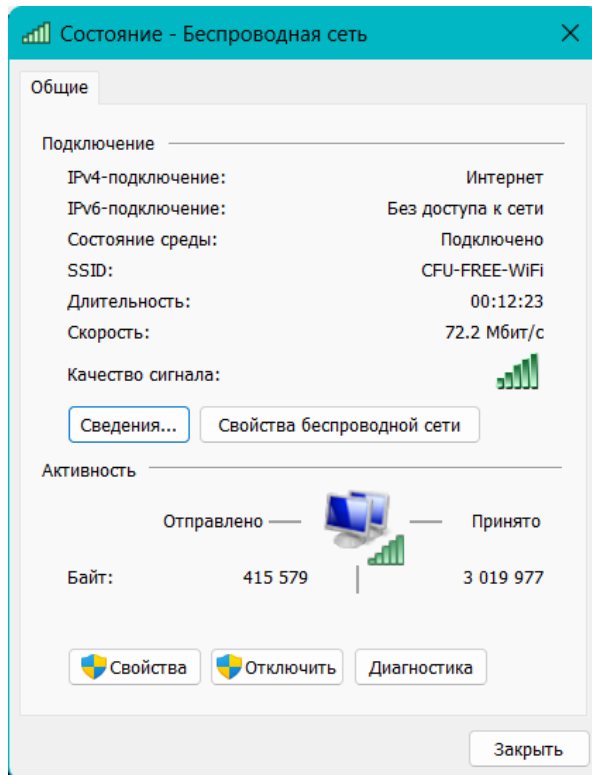 Состояние - Беспроводная сеть
Общие
Подключение
IPv4-подключение: Интернет
IPv6-подключение: Без доступа к сети
Состояние среды: Подключено
SSID: CFU-FREE-WiFi
Длительность: 00:12:23
Скорость: 72.2 Мбит/с
Качество сигнала:
Сведения... Свойства беспроводной сети
Активность
Отправлено Принято
Байт: 415 579 3 019 977
Свойства Отключить Диагностика
Закрыть